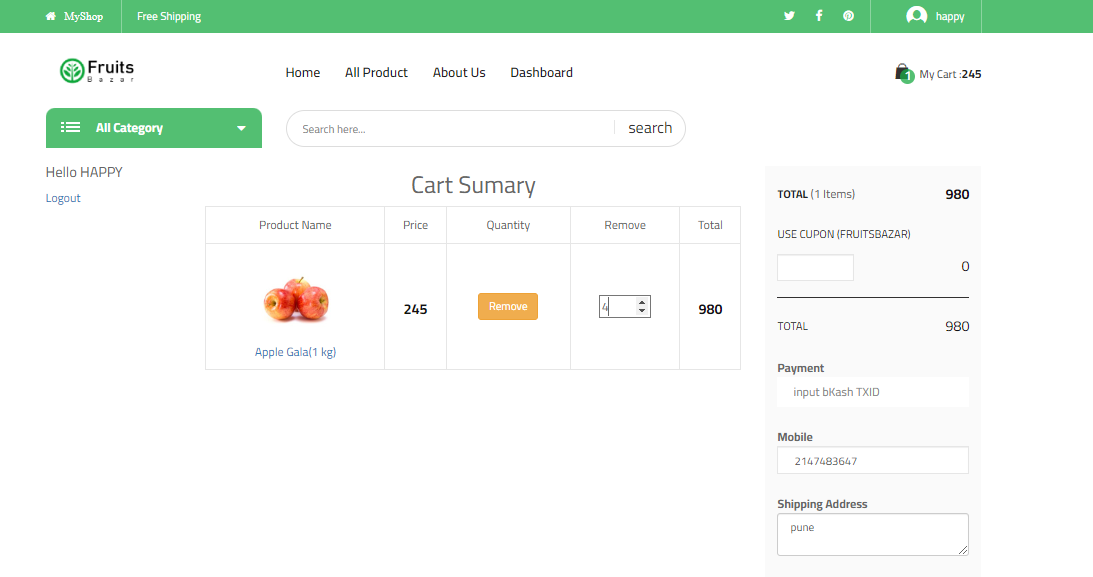 MyShop Free Shipping happy
Fruits
Bazar
Home All Product About Us Dashboard
1 My Cart :245
All Category
Search here... search
Hello HAPPY
Logout
Cart Sumary
Product Name Price Quantity Remove Total
245 Remove 4 980
Apple Gala(1 kg)
TOTAL (1 Items) 980
USE CUPON (FRUITSBAZAR)
0
TOTAL 980
Payment
input bKash TXID
Mobile
2147483647
Shipping Address
pune